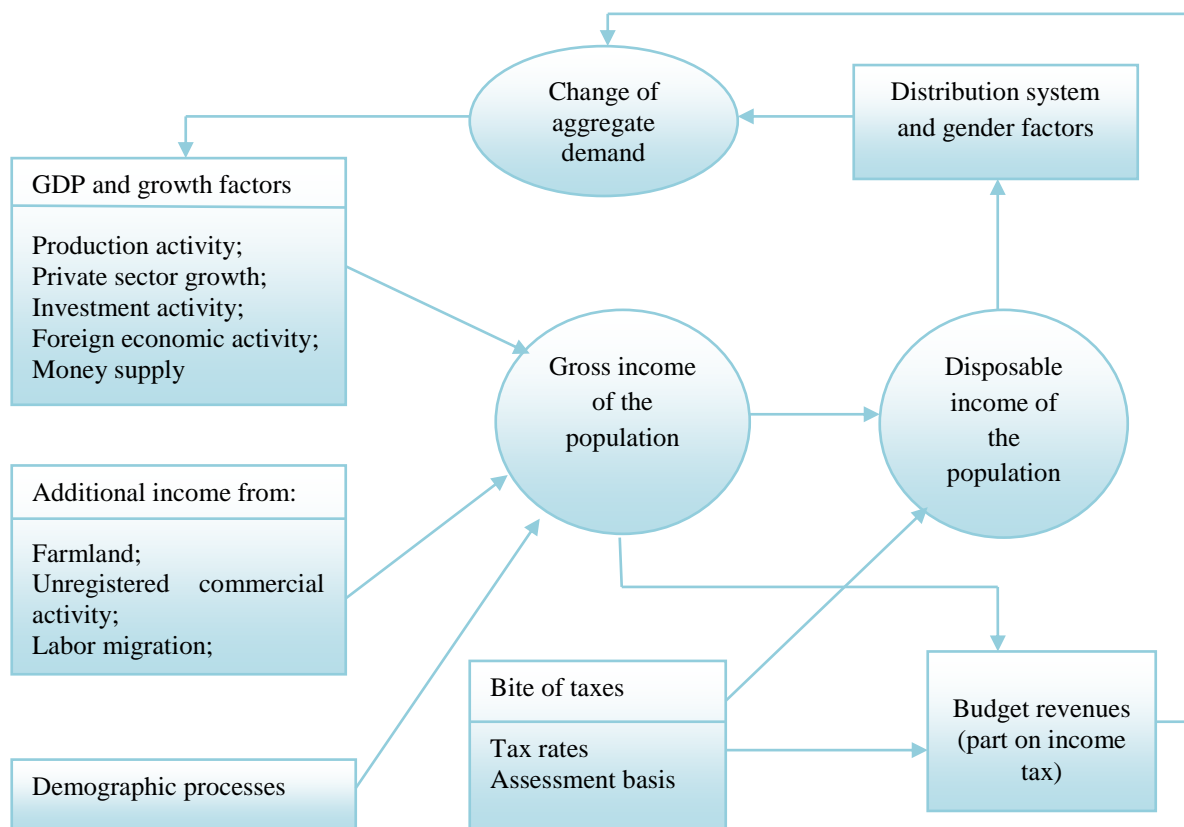 Change of
aggregate
demand
Distribution system
and gender factors
GDP and growth factors
Production activity;
Private sector growth;
Investment activity;
Foreign economic activity;
Money supply
Gross income
of the
population
Disposable
income of
the
population
Additional income from:
Farmland;
Unregistered commercial
activity;
Labor migration;
Bite of taxes
Tax rates
Assessment basis
Budget revenues
(part on income
tax)
Demographic processes